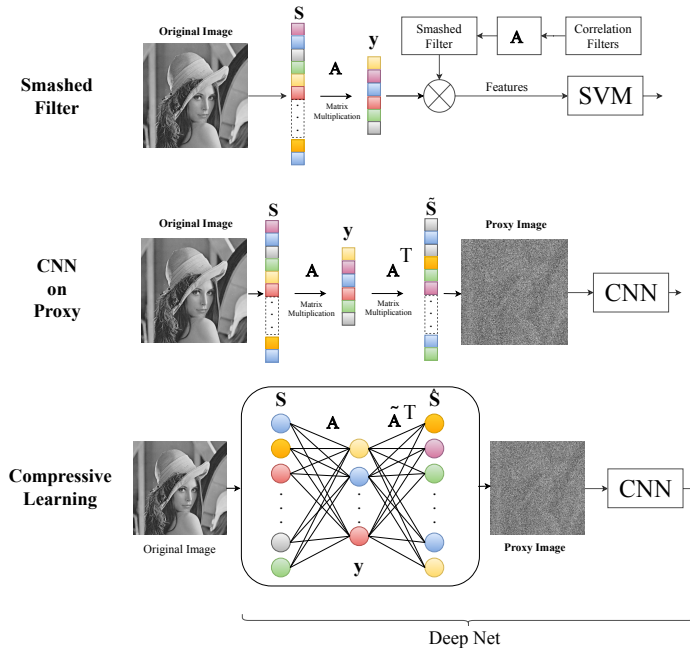 Original Image
S
Smashed
Filter
A
Matrix
Multiplication
y
Smashed
Filter
A
Correlation
Filters
Features
SVM
CNN
on
Proxy
Original Image
S
A
Matrix
Multiplication
y
A^T
Matrix
Multiplication
S̃
Proxy Image
CNN
Compressive
Learning
Original Image
S
A
y
Ã^T
Ŝ
Proxy Image
CNN
Deep Net